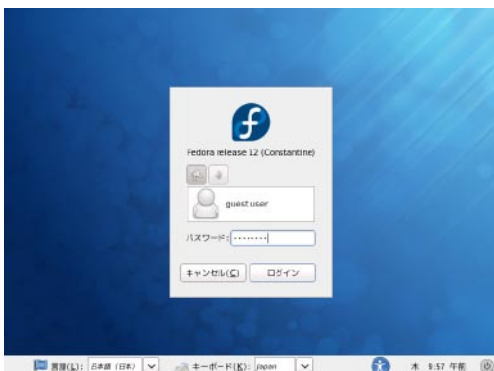 Fedora release 12 (Constantine)
guest user
パスワード: ••••••••
キャンセル(C) ログイン
言語(L): 日本語 (日本) キーボード(K): Japan 木 9:57 午前